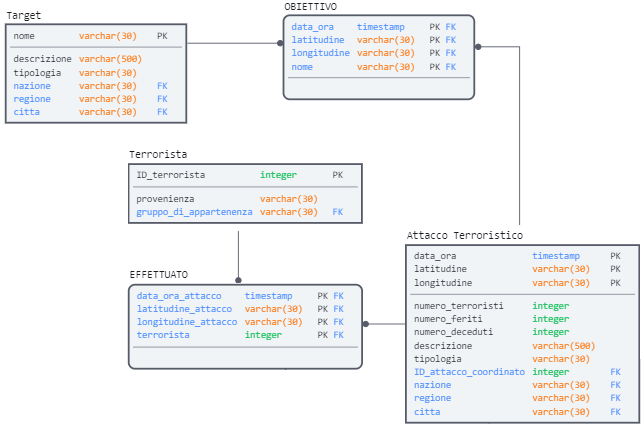 Target
nome varchar(30) PK
descrizione varchar(500)
tipologia varchar(30)
nazione varchar(30) FK
regione varchar(30) FK
citta varchar(30) FK
OBIETTIVO
data_ora timestamp PK FK
latitudine varchar(30) PK FK
longitudine varchar(30) PK FK
nome varchar(30) PK FK
Terrorista
ID_terrorista integer PK
provenienza varchar(30)
gruppo_di_appartenenza varchar(30) FK
EFFETTUATO
data_ora_attacco timestamp PK FK
latitudine_attacco varchar(30) PK FK
longitudine_attacco varchar(30) PK FK
terrorista integer PK FK
Attacco Terroristico
data_ora timestamp PK
latitudine varchar(30) PK
longitudine varchar(30) PK
numero_terroristi integer
numero_feriti integer
numero_deceduti integer
descrizione varchar(500)
tipologia varchar(30)
ID_attacco_coordinato integer FK
nazione varchar(30) FK
regione varchar(30) FK
citta varchar(30) FK